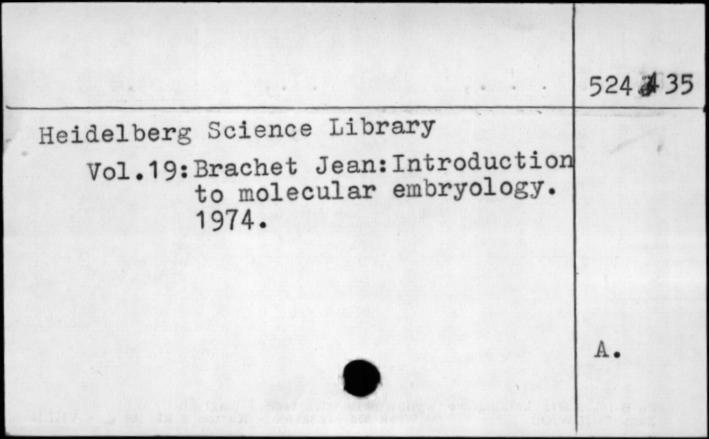 524 A 35
Heidelberg Science Library
Vol.19:Brachet Jean:Introduction
to molecular embryology.
1974.
A.